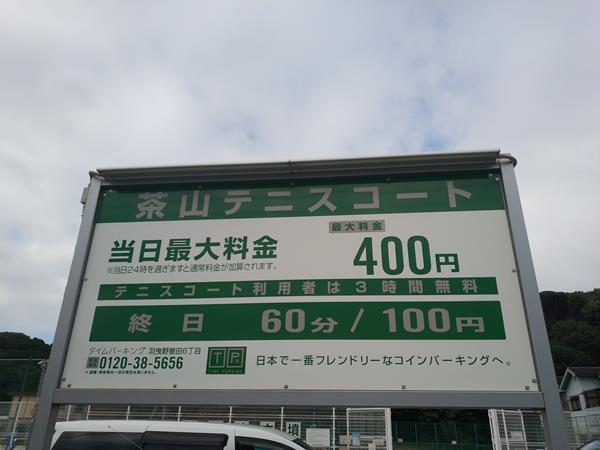 茶山テニスコート
最大料金
当日最大料金 400円
※当日24時を過ぎますと通常料金が加算されます。
テニスコート利用者は3時間無料
終日 60分/100円
タイムパーキング 羽曳野誉田6丁目
0120-38-5656
TP
TIME PARKING
日本で一番フレンドリーなコインパーキングへ。